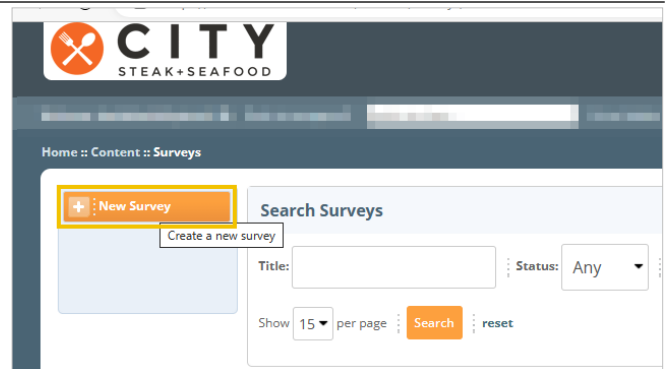 CITY
STEAK+SEAFOOD
Home :: Content :: Surveys
New Survey
Create a new survey
Search Surveys
Title:
Status: Any
Show 15 per page Search reset